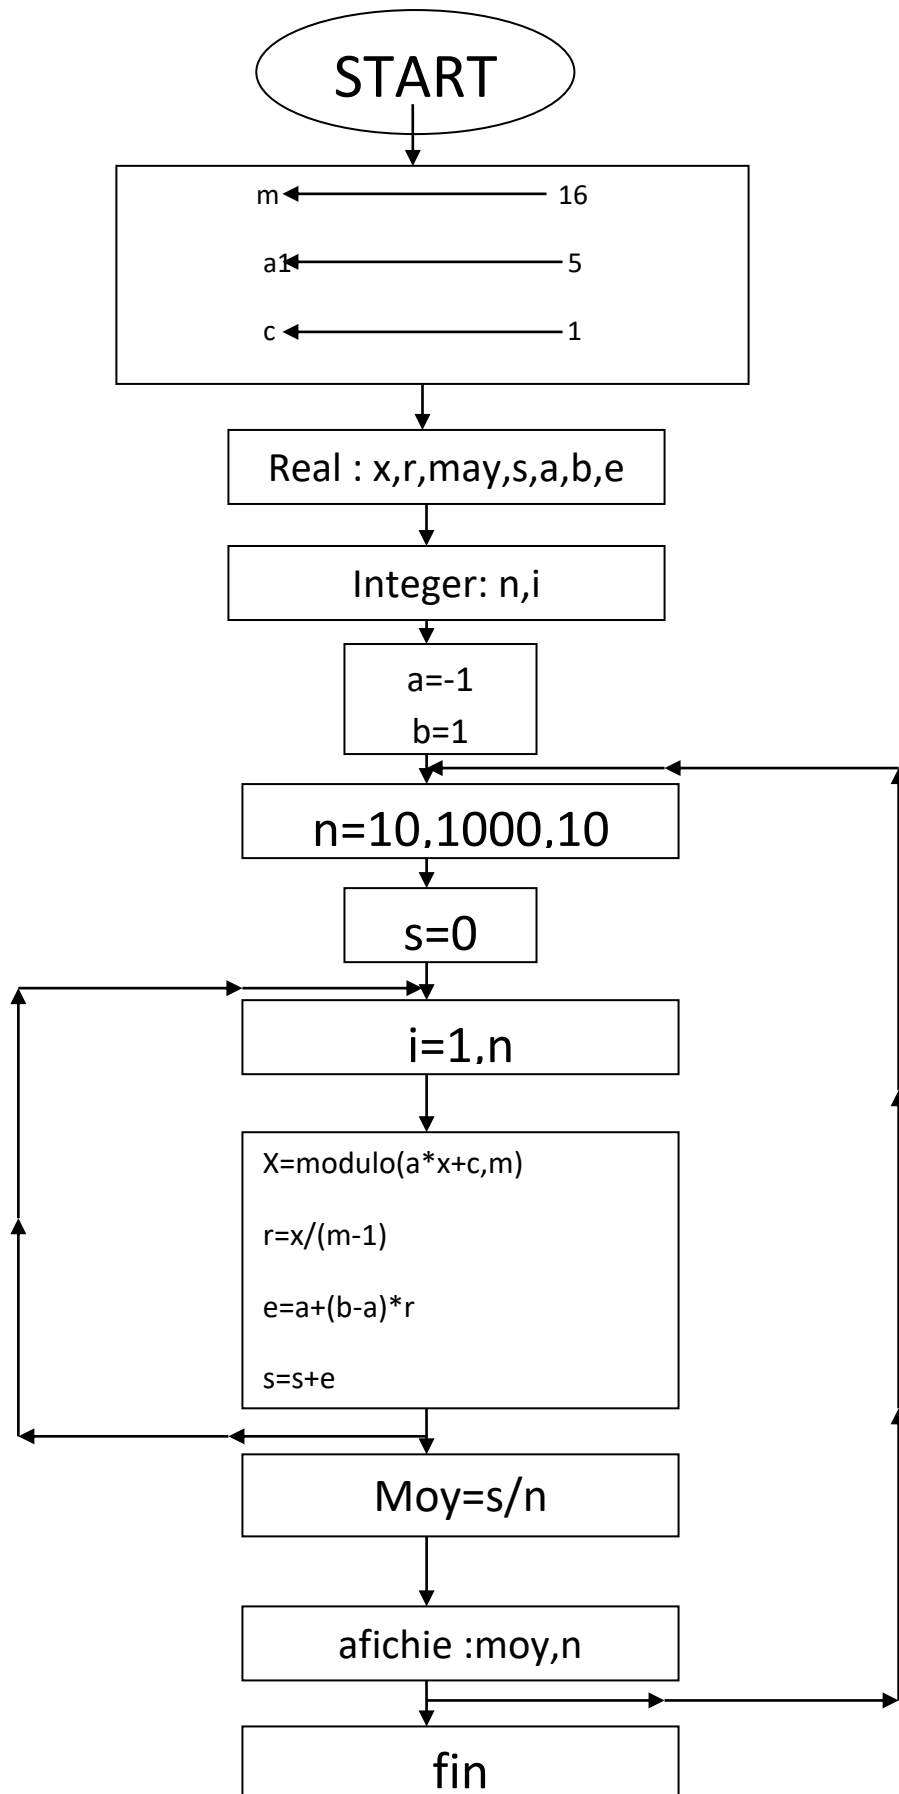 START
m 16
a1 5
c 1
Real : x,r,may,s,a,b,e
Integer: n,i
a=-1
b=1
n=10,1000,10
s=0
i=1,n
X=modulo(a*x+c,m)
r=x/(m-1)
e=a+(b-a)*r
s=s+e
Moy=s/n
afichie :moy,n
fin